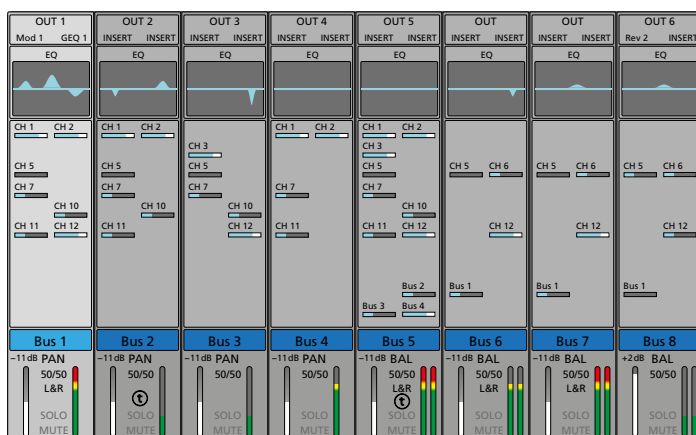 OUT 1 OUT 2 OUT 3 OUT 4 OUT 5 OUT OUT OUT 6
Mod 1 GEQ 1 INSERT INSERT INSERT INSERT INSERT INSERT INSERT INSERT INSERT INSERT INSERT INSERT Rev 2 INSERT
EQ EQ EQ EQ EQ EQ EQ EQ
CH 1 CH 2 CH 1 CH 2 CH 1 CH 2 CH 1 CH 2
CH 3 CH 3
CH 5 CH 5 CH 5 CH 5 CH 5 CH 6 CH 5 CH 6 CH 5 CH 6
CH 7 CH 7 CH 7 CH 7 CH 7
CH 10 CH 10 CH 10 CH 10
CH 11 CH 12 CH 11 CH 12 CH 11 CH 11 CH 12 CH 12 CH 12 CH 12
Bus 2 Bus 1 Bus 1 Bus 1
Bus 3 Bus 4
Bus 1 Bus 2 Bus 3 Bus 4 Bus 5 Bus 6 Bus 7 Bus 8
-11dB PAN -11dB PAN -11dB PAN -11dB PAN -11dB BAL -11dB BAL -11dB BAL +2dB BAL
50/50 50/50 50/50 50/50 50/50 50/50 50/50 50/50
L&R L&R L&R L&R L&R
t t
SOLO SOLO SOLO SOLO SOLO SOLO SOLO SOLO
MUTE MUTE MUTE MUTE MUTE MUTE MUTE MUTE